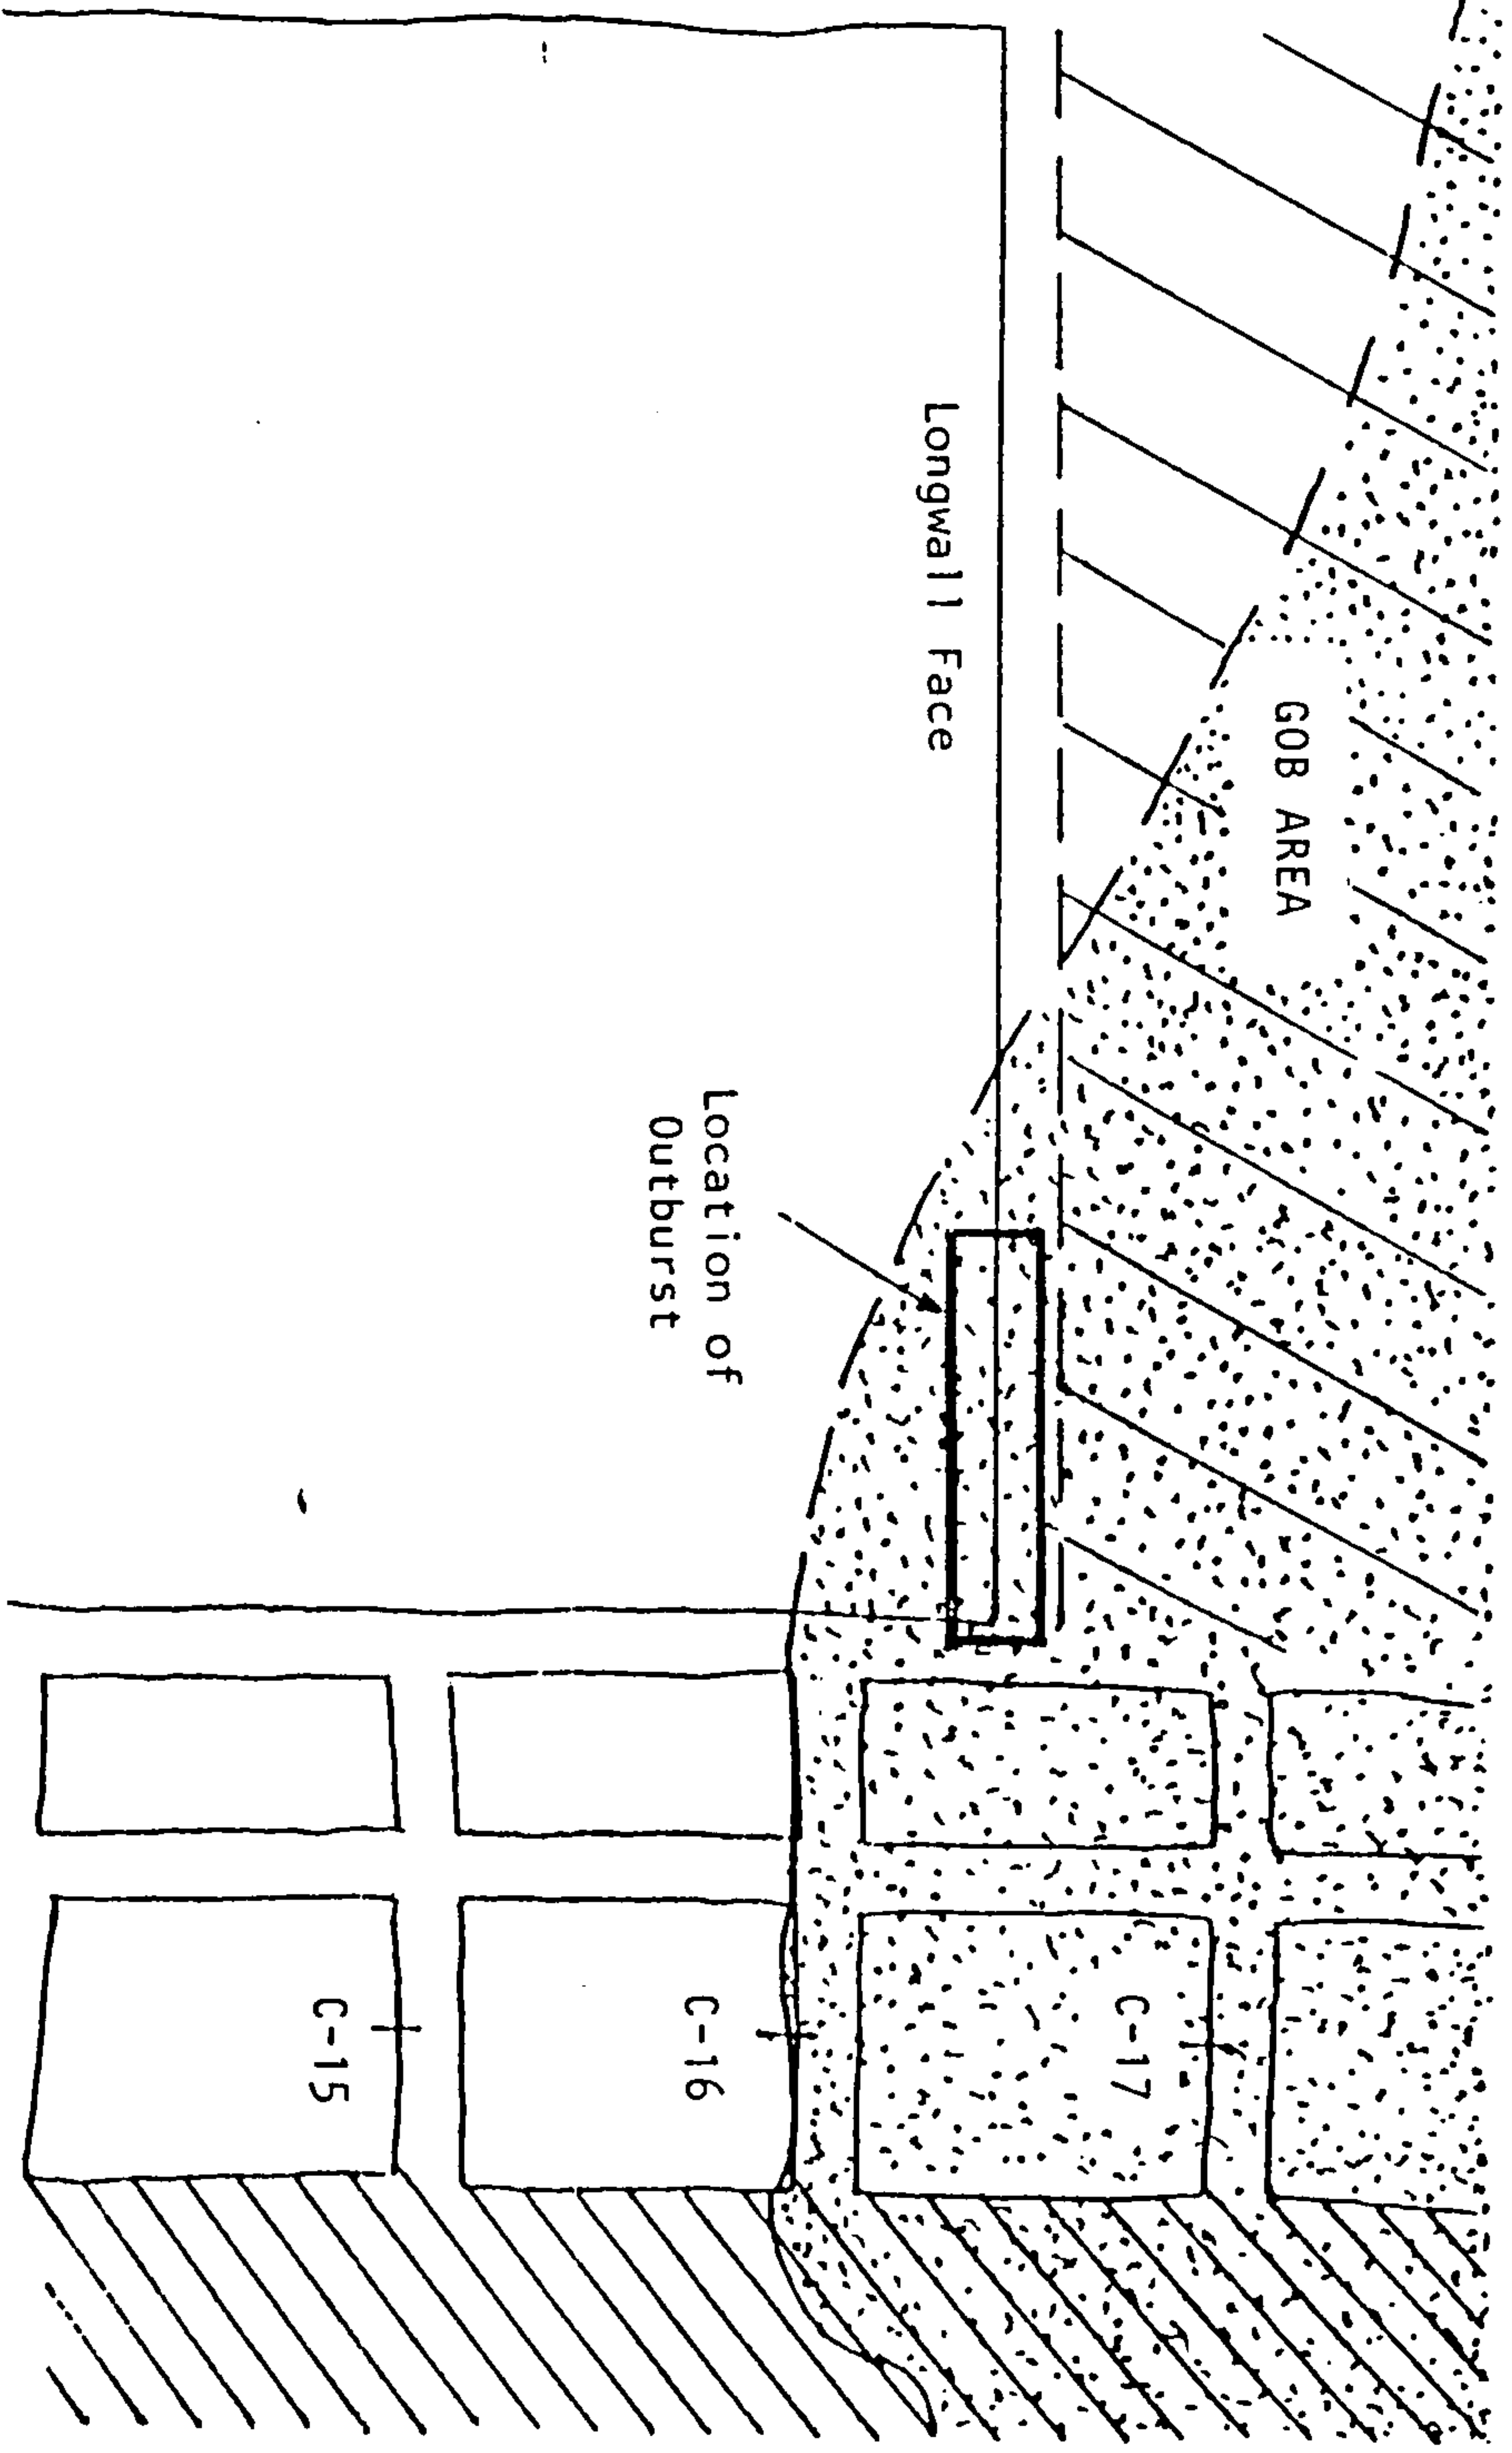 GOB AREA
Longwall Face
Location of
Outburst
C-17
C-16
C-15